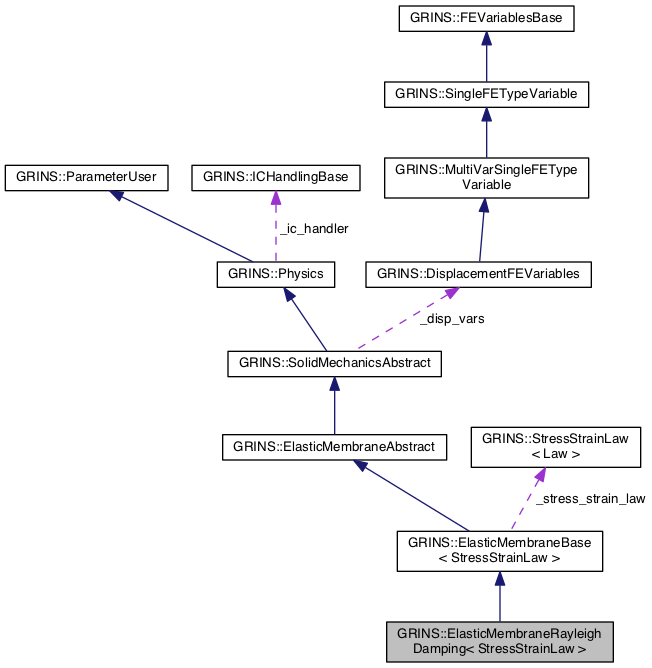 GRINS::FEVariablesBase
GRINS::SingleFETypeVariable
GRINS::ParameterUser
GRINS::ICHandlingBase
GRINS::MultiVarSingleFEType
Variable
_ic_handler
GRINS::Physics
GRINS::DisplacementFEVariables
_disp_vars
GRINS::SolidMechanicsAbstract
GRINS::ElasticMembraneAbstract
GRINS::StressStrainLaw
< Law >
_stress_strain_law
GRINS::ElasticMembraneBase
< StressStrainLaw >
GRINS::ElasticMembraneRayleigh
Damping< StressStrainLaw >